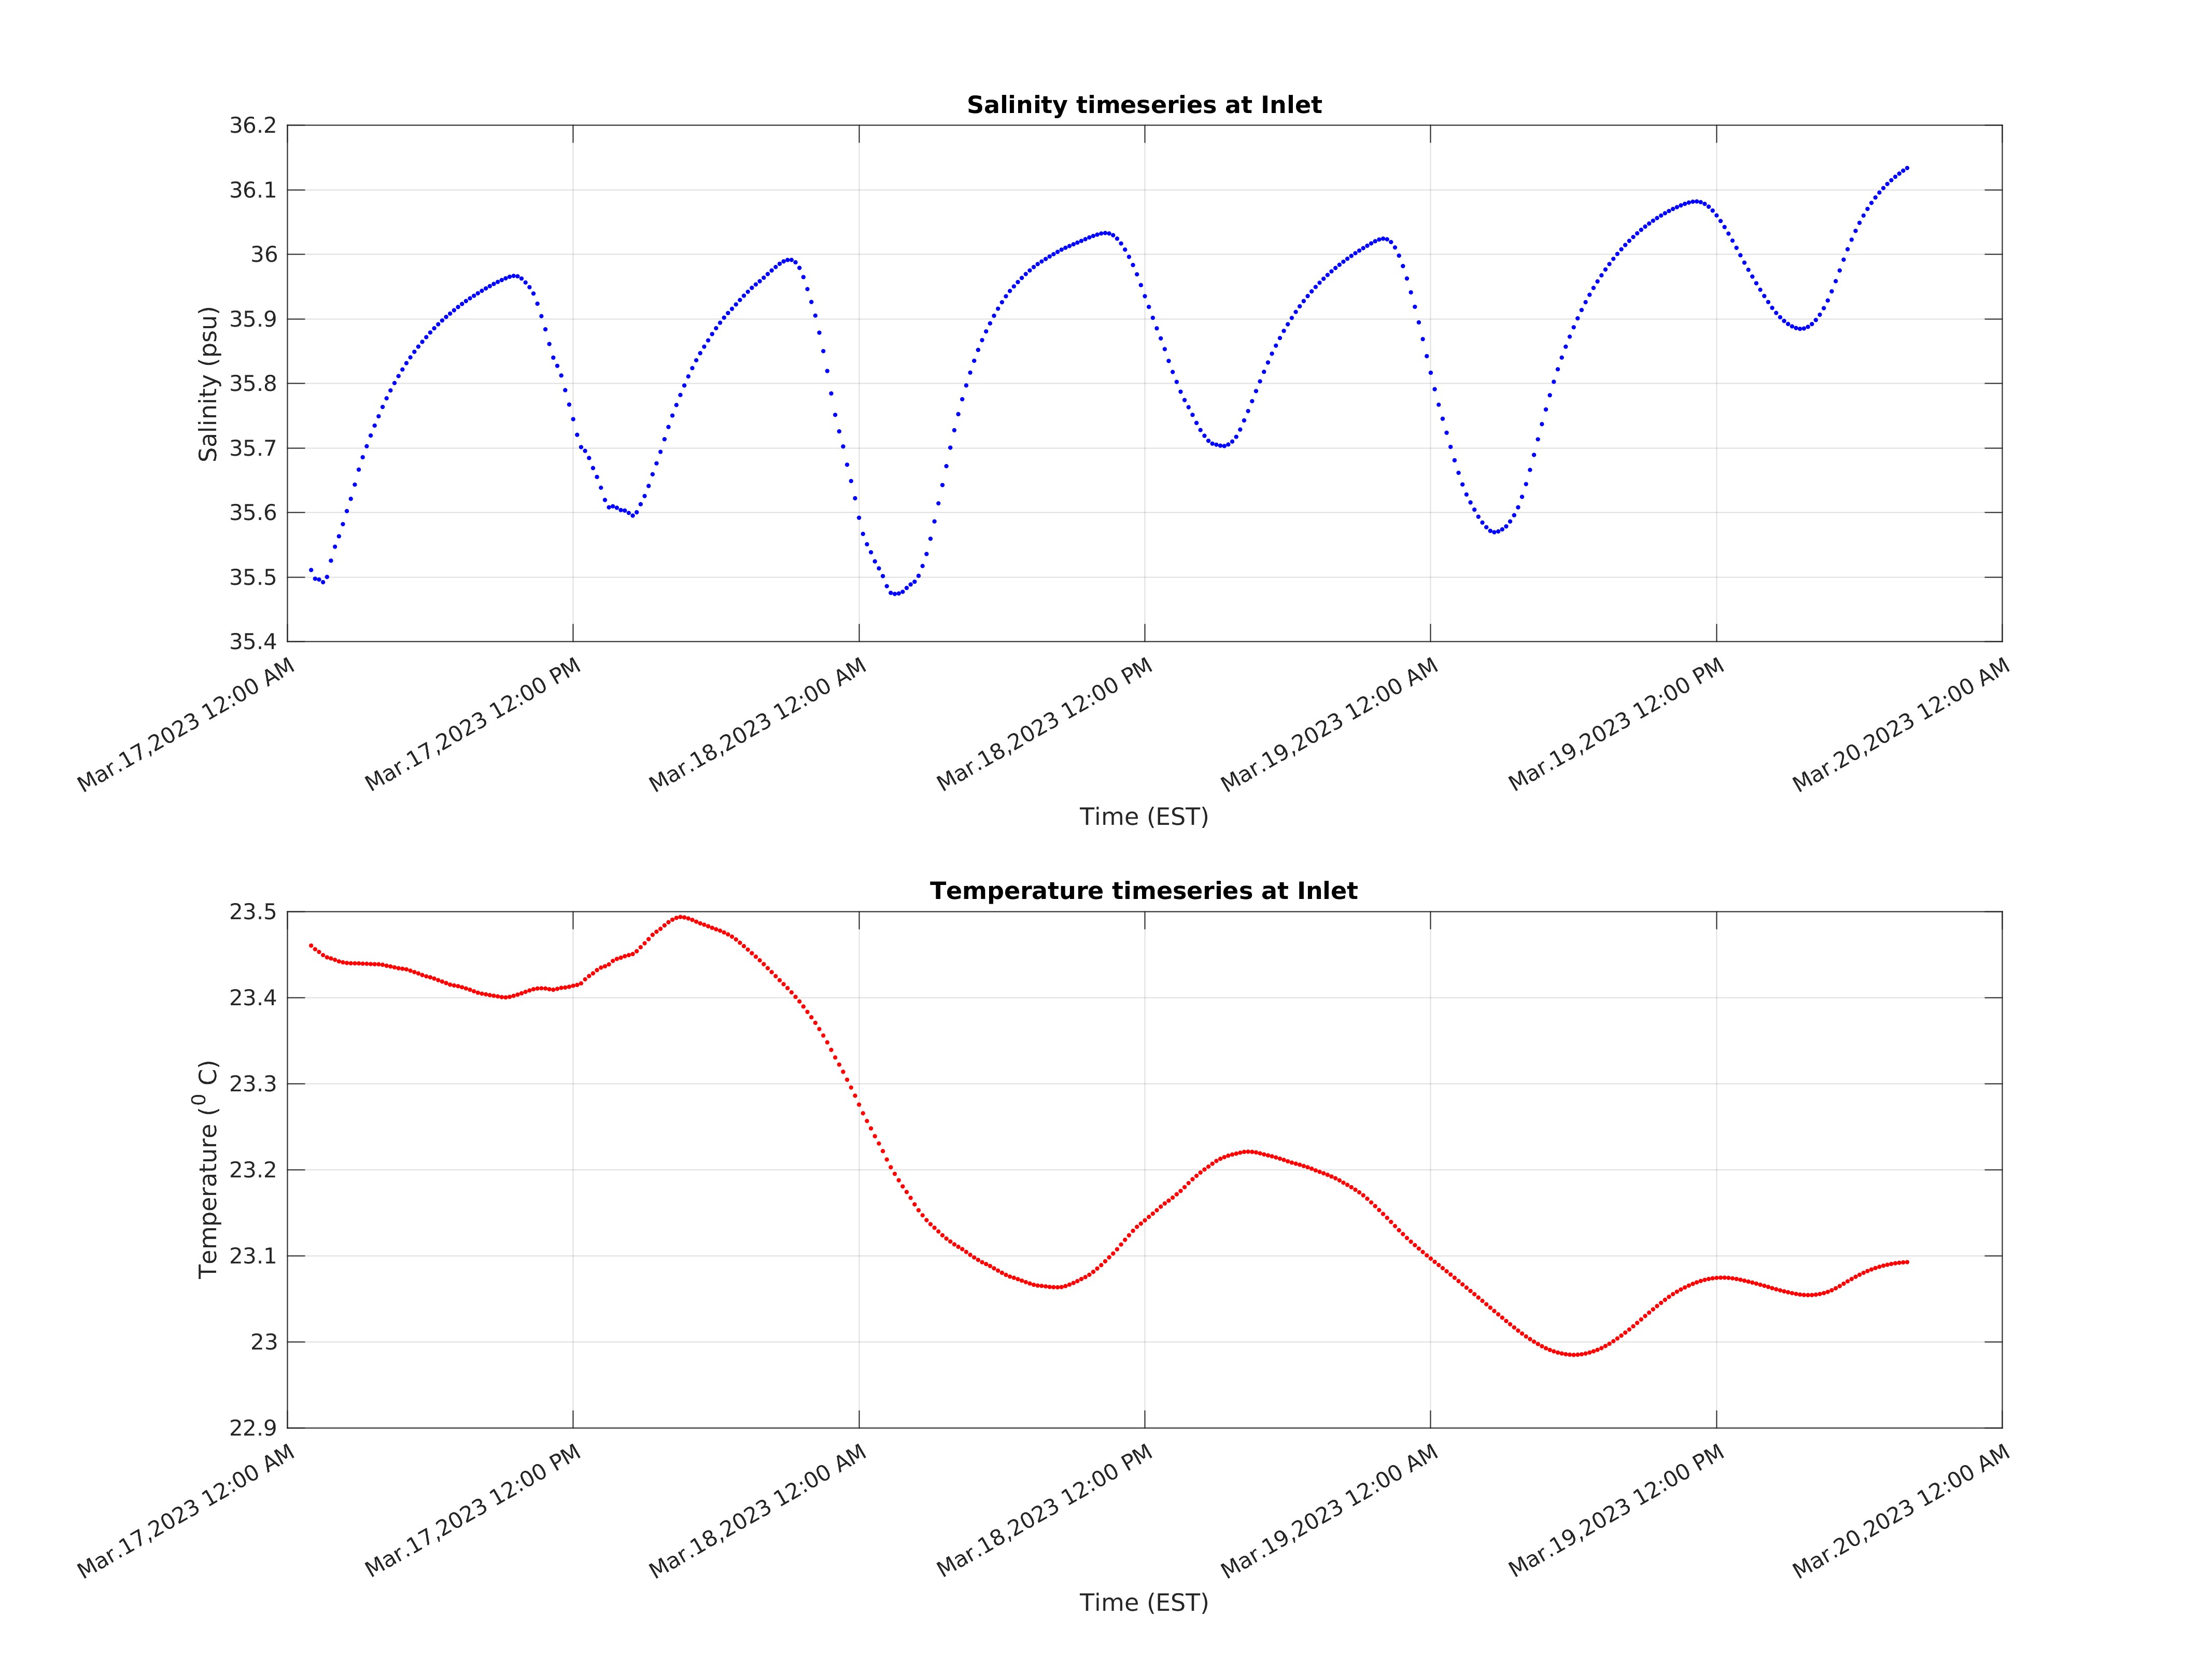 Salinity timeseries at Inlet
Salinity (psu)
36.2
36.1
36
35.9
35.8
35.7
35.6
35.5
35.4
Mar.17,2023 12:00 AM
Mar.17,2023 12:00 PM
Mar.18,2023 12:00 AM
Mar.18,2023 12:00 PM
Mar.19,2023 12:00 AM
Mar.19,2023 12:00 PM
Mar.20,2023 12:00 AM
Time (EST)
Temperature timeseries at Inlet
Temperature (⁰ C)
23.5
23.4
23.3
23.2
23.1
23
22.9
Mar.17,2023 12:00 AM
Mar.17,2023 12:00 PM
Mar.18,2023 12:00 AM
Mar.18,2023 12:00 PM
Mar.19,2023 12:00 AM
Mar.19,2023 12:00 PM
Mar.20,2023 12:00 AM
Time (EST)